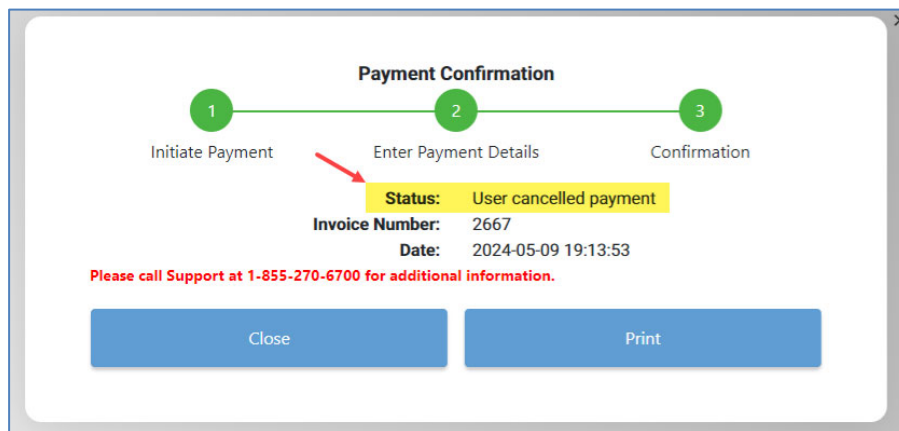 Payment Confirmation
1 2 3
Initiate Payment Enter Payment Details Confirmation
Status: User cancelled payment
Invoice Number: 2667
Date: 2024-05-09 19:13:53
Please call Support at 1-855-270-6700 for additional information.
Close Print